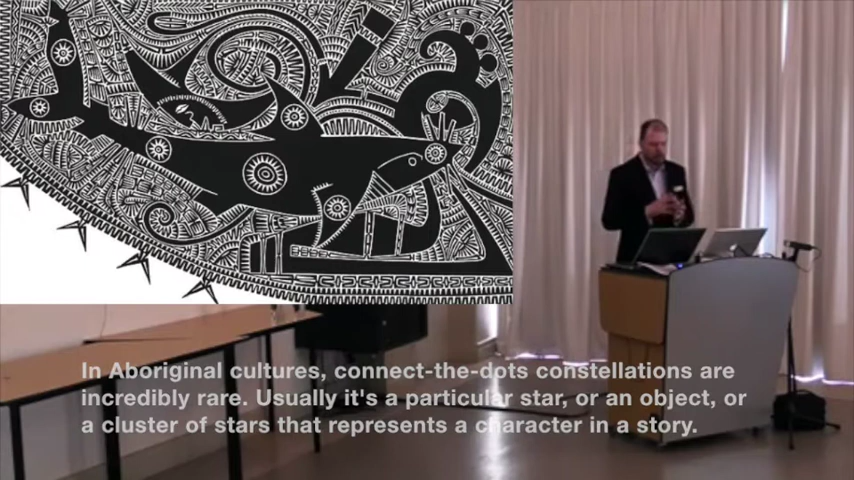 In Aboriginal cultures, connect-the-dots constellations are
incredibly rare. Usually it's a particular star, or an object, or
a cluster of stars that represents a character in a story.